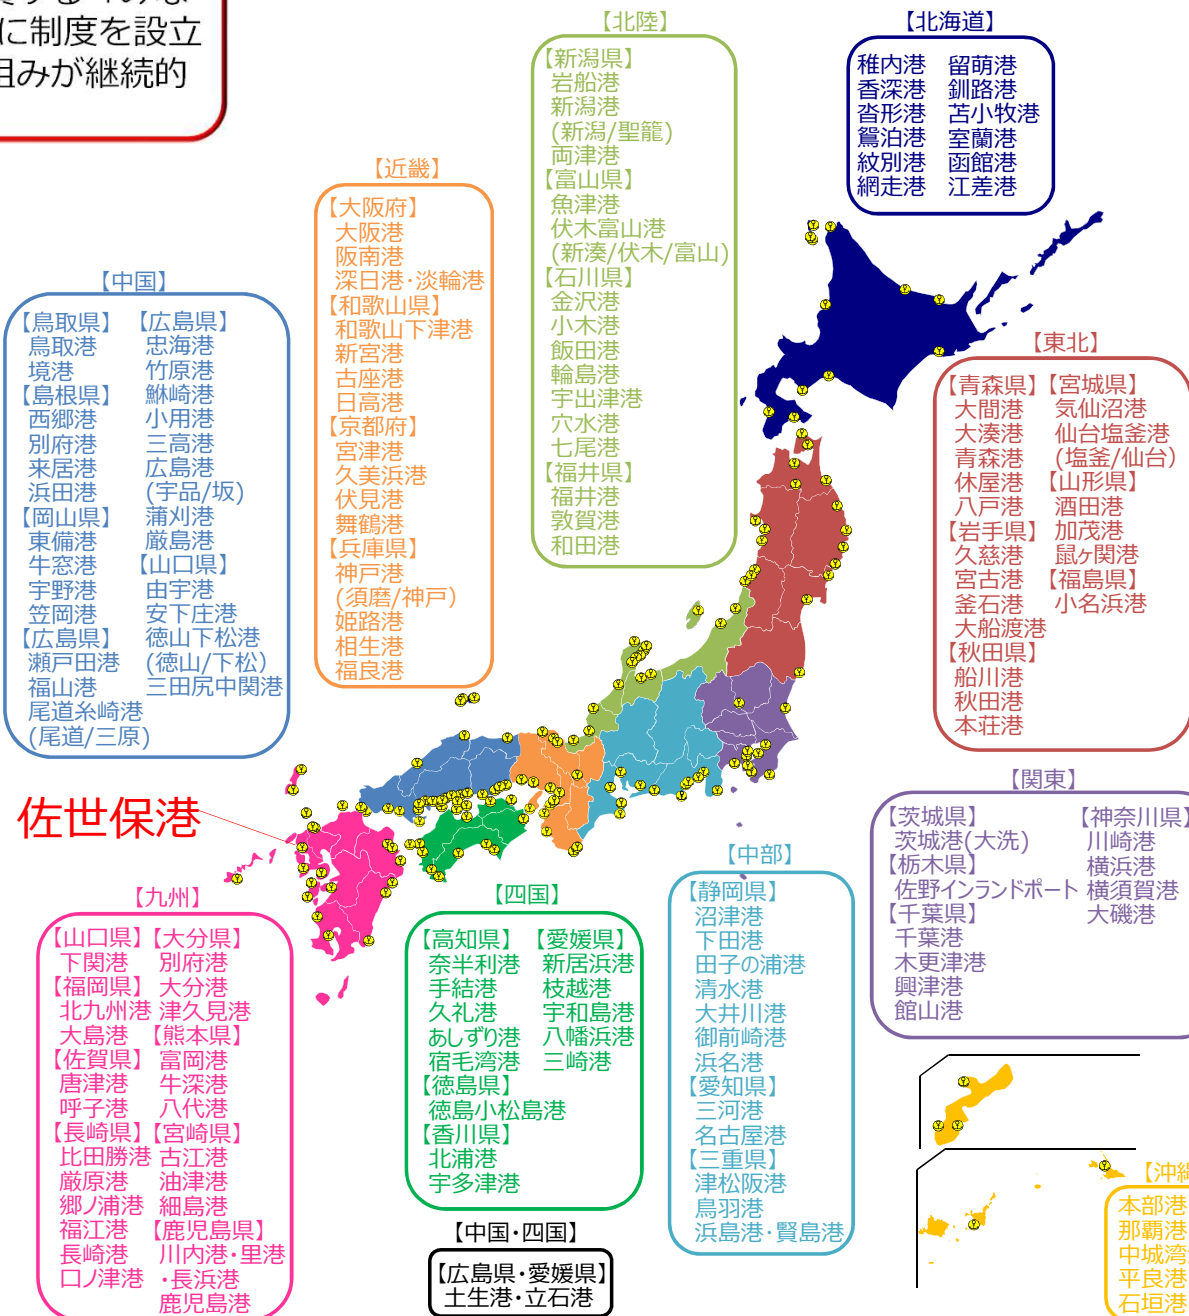 に制度を設立
組みが継続的
【北陸】
【新潟県】
岩船港
新潟港
(新潟/聖籠)
両津港
【富山県】
魚津港
伏木富山港
(新湊/伏木/富山)
【石川県】
金沢港
小木港
飯田港
輪島港
宇出津港
穴水港
七尾港
【福井県】
福井港
敦賀港
和田港
【北海道】
稚内港 留萌港
香深港 釧路港
沓形港 苫小牧港
鴛泊港 室蘭港
紋別港 函館港
網走港 江差港
【近畿】
【大阪府】
大阪港
阪南港
深日港・淡輪港
【和歌山県】
和歌山下津港
新宮港
古座港
日高港
【京都府】
宮津港
久美浜港
伏見港
舞鶴港
【兵庫県】
神戸港
(須磨/神戸)
姫路港
相生港
福良港
【中国】
【鳥取県】 【広島県】
鳥取港 忠海港
境港 竹原港
【島根県】 鮴崎港
西郷港 小用港
別府港 三高港
来居港 広島港
浜田港 (宇品/坂)
【岡山県】 蒲刈港
東備港 厳島港
牛窓港 【山口県】
宇野港 由宇港
笠岡港 安下庄港
【広島県】 徳山下松港
瀬戸田港 (徳山/下松)
福山港 三田尻中関港
尾道糸崎港
(尾道/三原)
【東北】
【青森県】 【宮城県】
大間港 気仙沼港
大湊港 仙台塩釜港
青森港 (塩釜/仙台)
休屋港 【山形県】
八戸港 酒田港
【岩手県】 加茂港
久慈港 鼠ヶ関港
宮古港 【福島県】
釜石港 小名浜港
大船渡港
【秋田県】
船川港
秋田港
本荘港
佐世保港
【関東】
【茨城県】 【神奈川県】
茨城港(大洗) 川崎港
【栃木県】 横浜港
佐野インランドポート 横須賀港
【千葉県】 大磯港
千葉港
木更津港
興津港
館山港
【中部】
【静岡県】
沼津港
下田港
田子の浦港
清水港
大井川港
御前崎港
浜名港
【愛知県】
三河港
名古屋港
【三重県】
津松阪港
鳥羽港
浜島港・賢島港
【九州】
【山口県】 【大分県】
下関港 別府港
【福岡県】 大分港
北九州港 津久見港
大島港 【熊本県】
【佐賀県】 富岡港
唐津港 牛深港
呼子港 八代港
【長崎県】 【宮崎県】
比田勝港 古江港
厳原港 油津港
郷ノ浦港 細島港
福江港 【鹿児島県】
長崎港 川内港・里港
口ノ津港 ・長浜港
鹿児島港
【四国】
【高知県】 【愛媛県】
奈半利港 新居浜港
手結港 枝越港
久礼港 宇和島港
あしずり港 八幡浜港
宿毛湾港 三崎港
【徳島県】
徳島小松島港
【香川県】
北浦港
宇多津港
【中国・四国】
【広島県・愛媛県】
土生港・立石港
【沖縄
本部港
那覇港
中城湾
平良港
石垣港